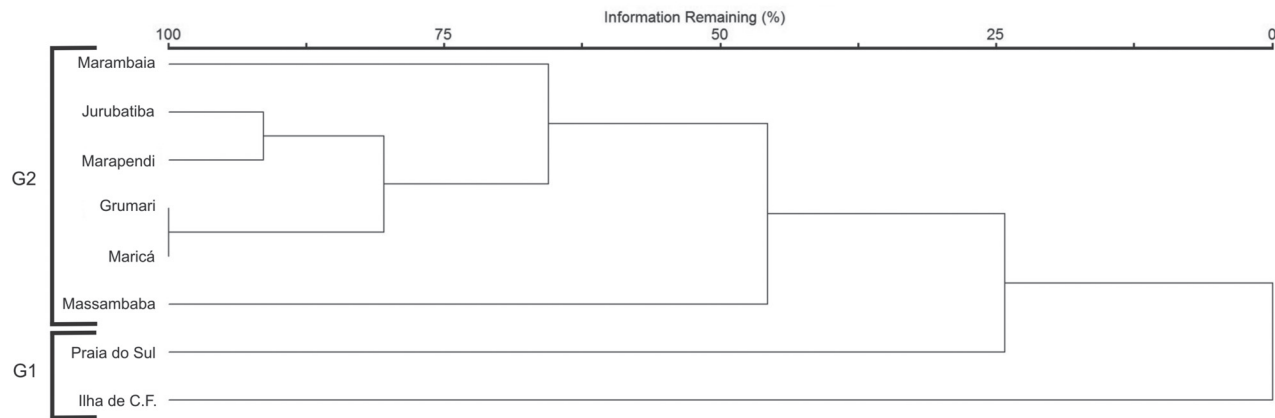 Information Remaining (%)
100 75 50 25 0
Marambaia
Jurubatiba
Marapendi
G2
Grumari
Maricá
Massambaba
Praia do Sul
G1
Ilha de C.F.